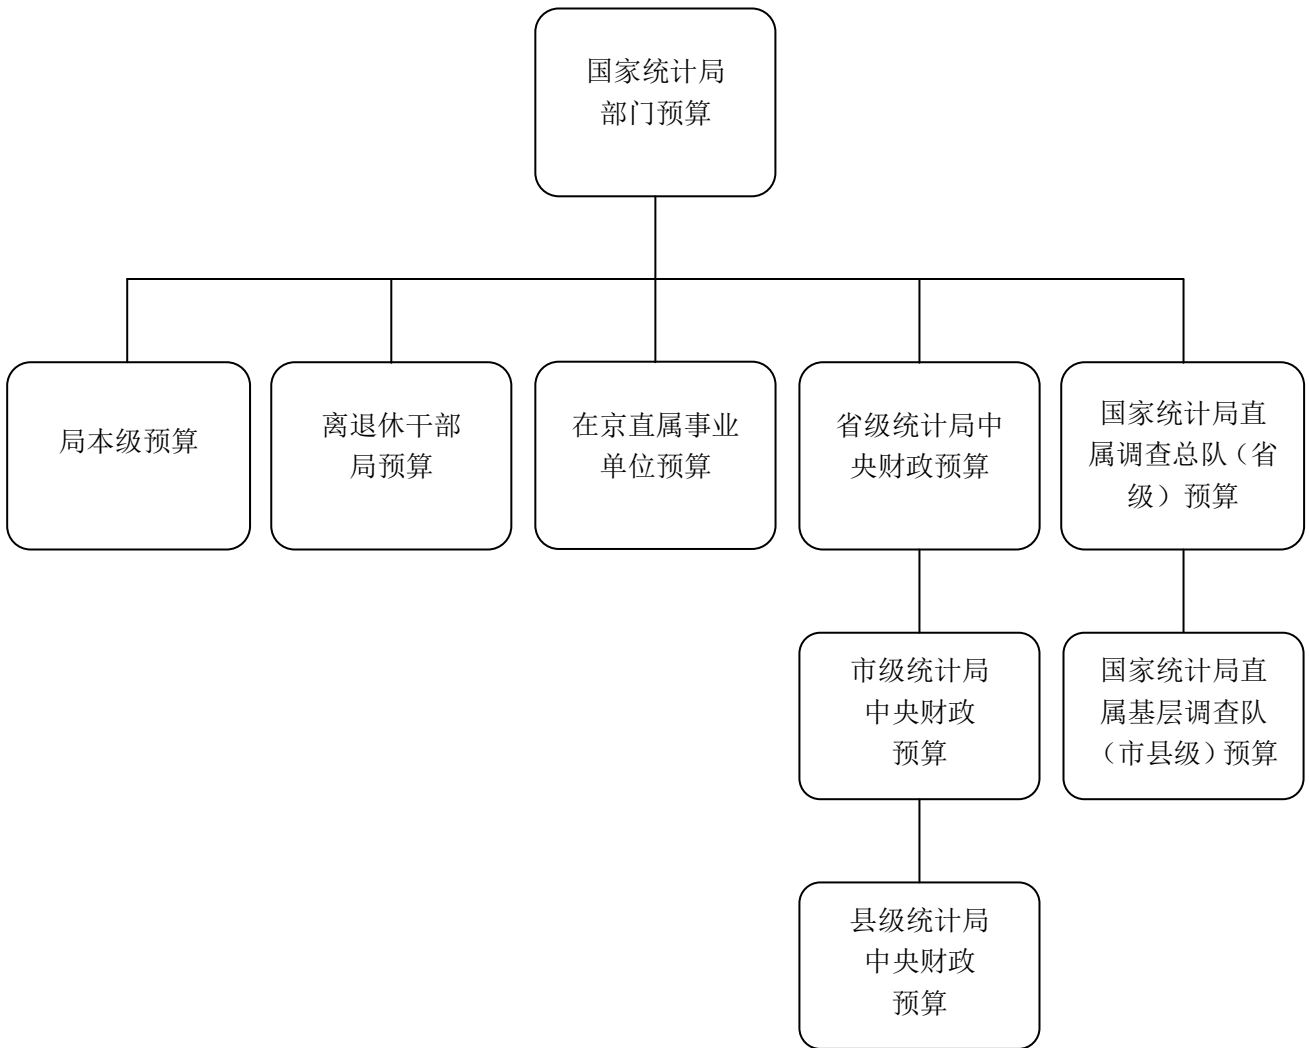 国家统计局
部门预算
局本级预算
离退休干部
局预算
在京直属事业
单位预算
省级统计局中
央财政预算
国家统计局直
属调查总队（省
级）预算
市级统计局
中央财政
预算
国家统计局直
属基层调查队
（市县级）预算
县级统计局
中央财政
预算